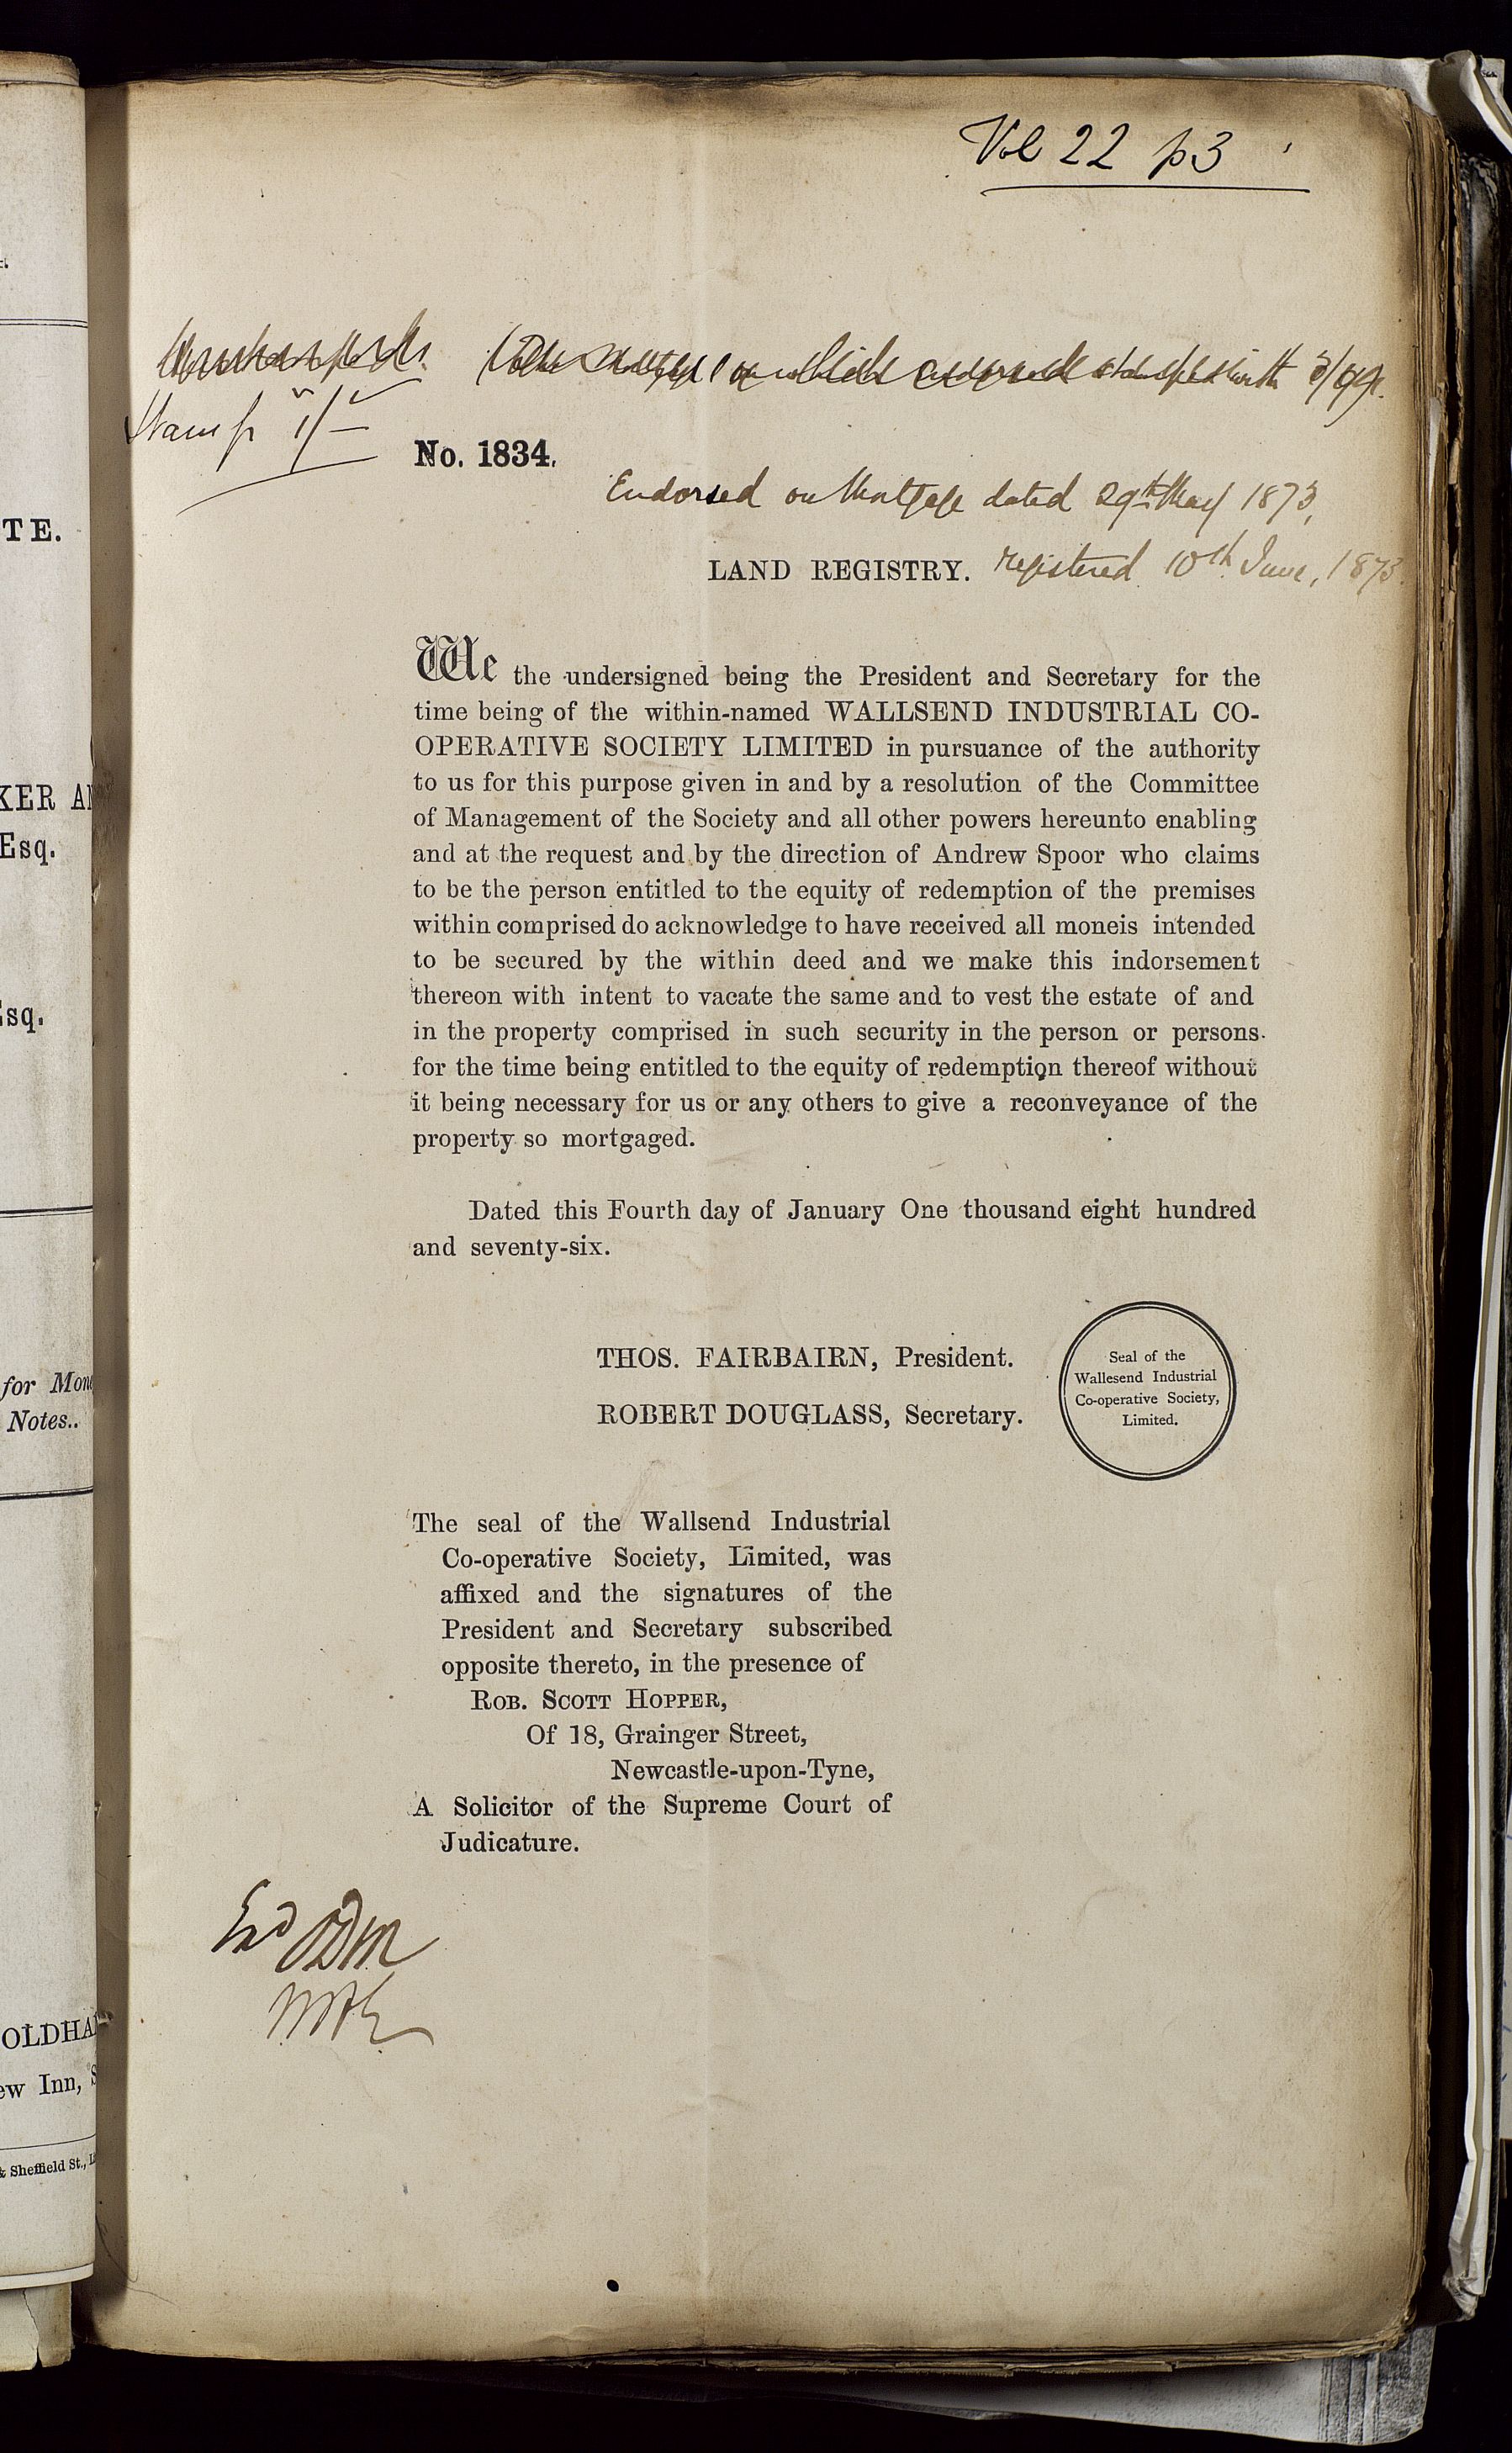 Vol 22 p3
Stamp 1/-
No. 1834.
Endorsed on Mortgage dated 29th May 1873,
LAND REGISTRY. registered 10th June, 1873.
We the undersigned being the President and Secretary for the
time being of the within-named WALLSEND INDUSTRIAL CO-
OPERATIVE SOCIETY LIMITED in pursuance of the authority
to us for this purpose given in and by a resolution of the Committee
of Management of the Society and all other powers hereunto enabling
and at the request and by the direction of Andrew Spoor who claims
to be the person entitled to the equity of redemption of the premises
within comprised do acknowledge to have received all moneis intended
to be secured by the within deed and we make this indorsement
thereon with intent to vacate the same and to vest the estate of and
in the property comprised in such security in the person or persons
for the time being entitled to the equity of redemption thereof without
it being necessary for us or any others to give a reconveyance of the
property so mortgaged.
Dated this Fourth day of January One thousand eight hundred
and seventy-six.
THOS. FAIRBAIRN, President.
ROBERT DOUGLASS, Secretary.
Seal of the
Wallesend Industrial
Co-operative Society,
Limited.
The seal of the Wallsend Industrial
Co-operative Society, Limited, was
affixed and the signatures of the
President and Secretary subscribed
opposite thereto, in the presence of
ROB. SCOTT HOPPER,
Of 18, Grainger Street,
Newcastle-upon-Tyne,
A Solicitor of the Supreme Court of
Judicature.
TE.
Esq.
for
Notes..
Inn,
& Sheffield St.,